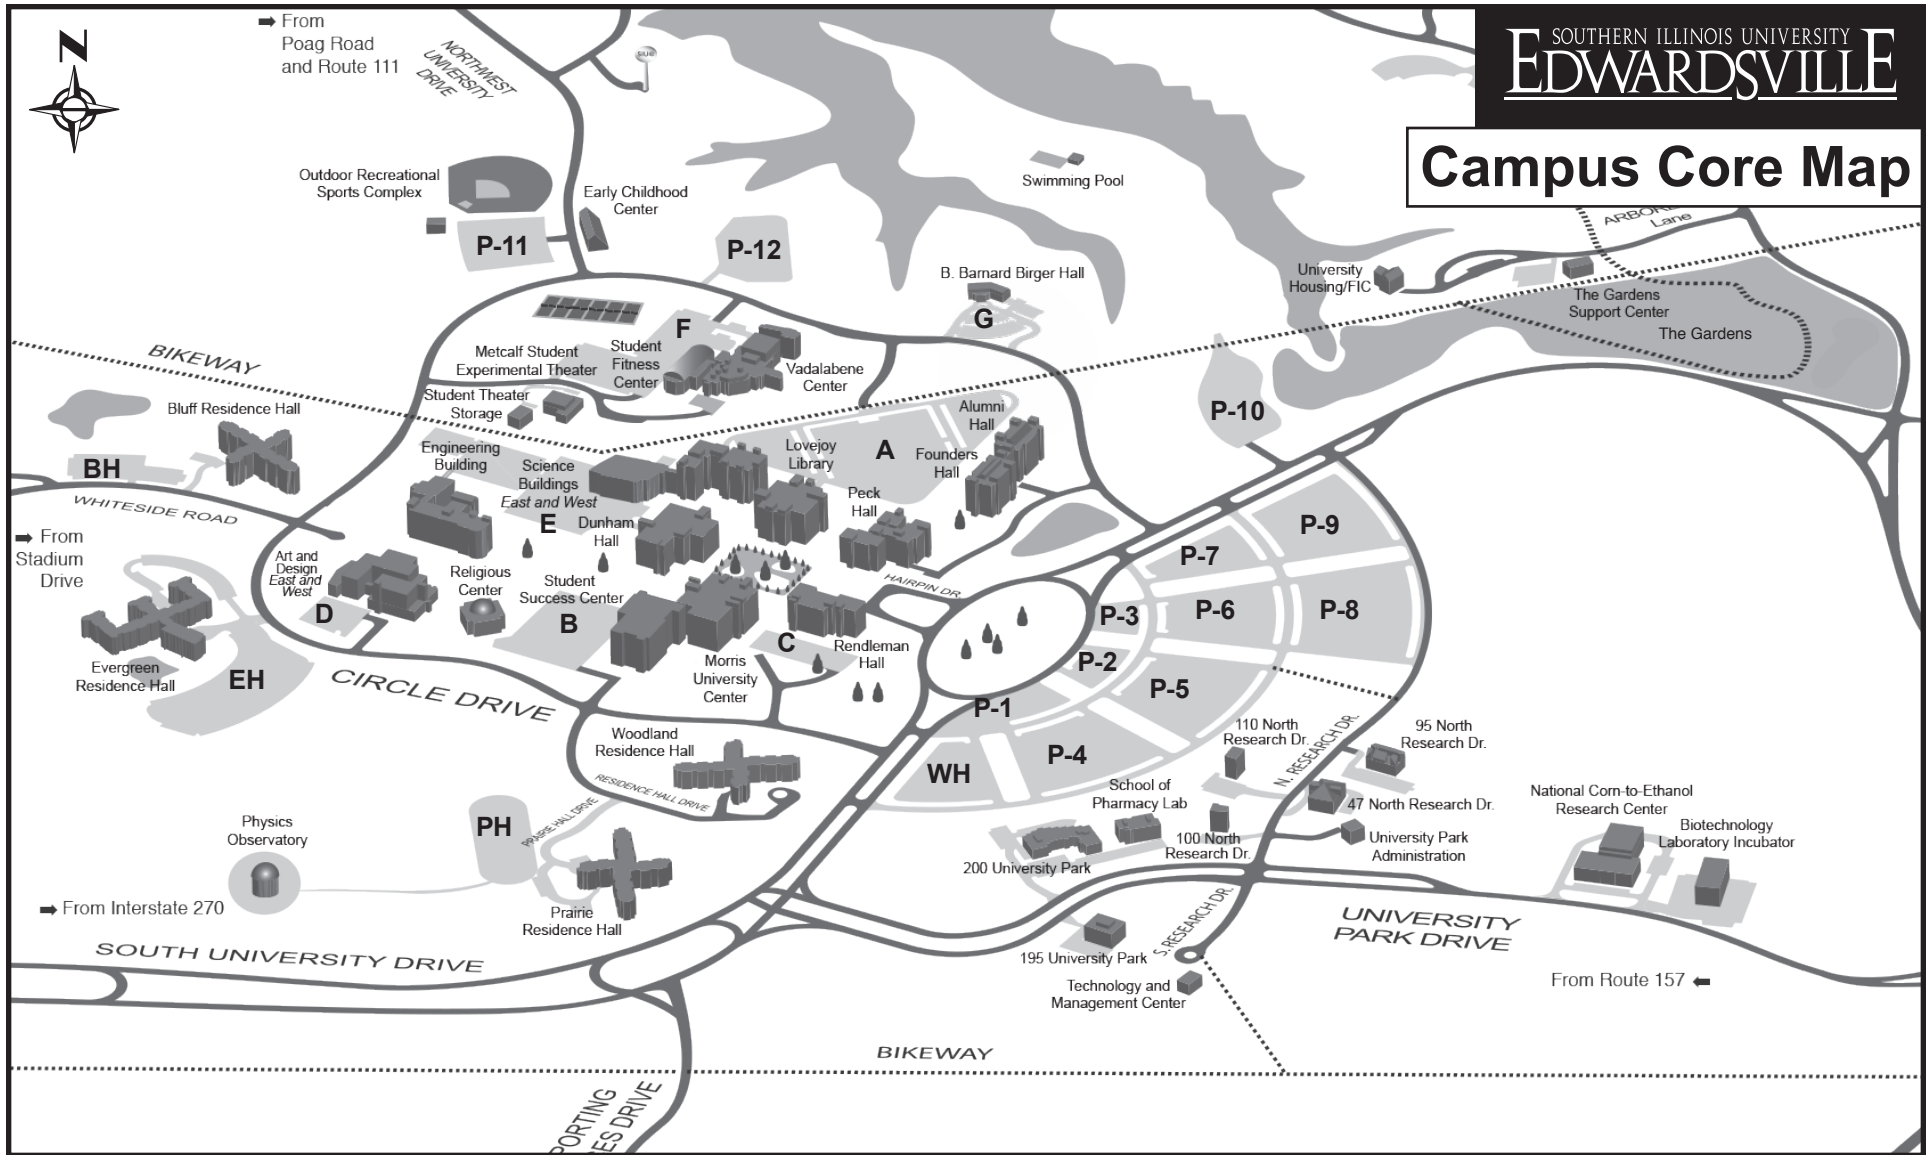 SOUTHERN ILLINOIS UNIVERSITY
EDWARDSVILLE
Campus Core Map
N
From
Poag Road
and Route 111
NORTHWEST
UNIVERSITY
DRIVE
siue
Outdoor Recreational
Sports Complex
Early Childhood
Center
P-11
P-12
Swimming Pool
Lane
B. Barnard Birger Hall
G
University
Housing/FIC
The Gardens
Support Center
The Gardens
F
Student
Fitness
Center
Metcalf Student
Experimental Theater
Vadalabene
Center
Student Theater
Storage
BIKEWAY
Bluff Residence Hall
BH
WHITESIDE ROAD
From
Stadium
Drive
Engineering
Building
Science
Buildings
East and West
E
Dunham
Hall
Lovejoy
Library
A
Alumni
Hall
Founders
Hall
Peck
Hall
P-10
P-9
P-7
P-3
P-6
P-8
P-2
P-5
P-1
P-4
WH
HAIRPIN DR.
Art and
Design
East and
West
D
Religious
Center
Student
Success Center
B
C
Rendleman
Hall
Morris
University
Center
Evergreen
Residence Hall
EH
CIRCLE DRIVE
Woodland
Residence Hall
RESIDENCE HALL DRIVE
PRAIRIE HALL DRIVE
PH
Physics
Observatory
Prairie
Residence Hall
From Interstate 270
SOUTH UNIVERSITY DRIVE
110 North
Research Dr.
N. RESEARCH DR.
95 North
Research Dr.
47 North Research Dr.
School of
Pharmacy Lab
100 North
Research Dr.
University Park
Administration
200 University Park
National Corn-to-Ethanol
Research Center
Biotechnology
Laboratory Incubator
UNIVERSITY
PARK DRIVE
S. RESEARCH DR.
195 University Park
Technology and
Management Center
From Route 157
BIKEWAY
PORTING
ES DRIVE